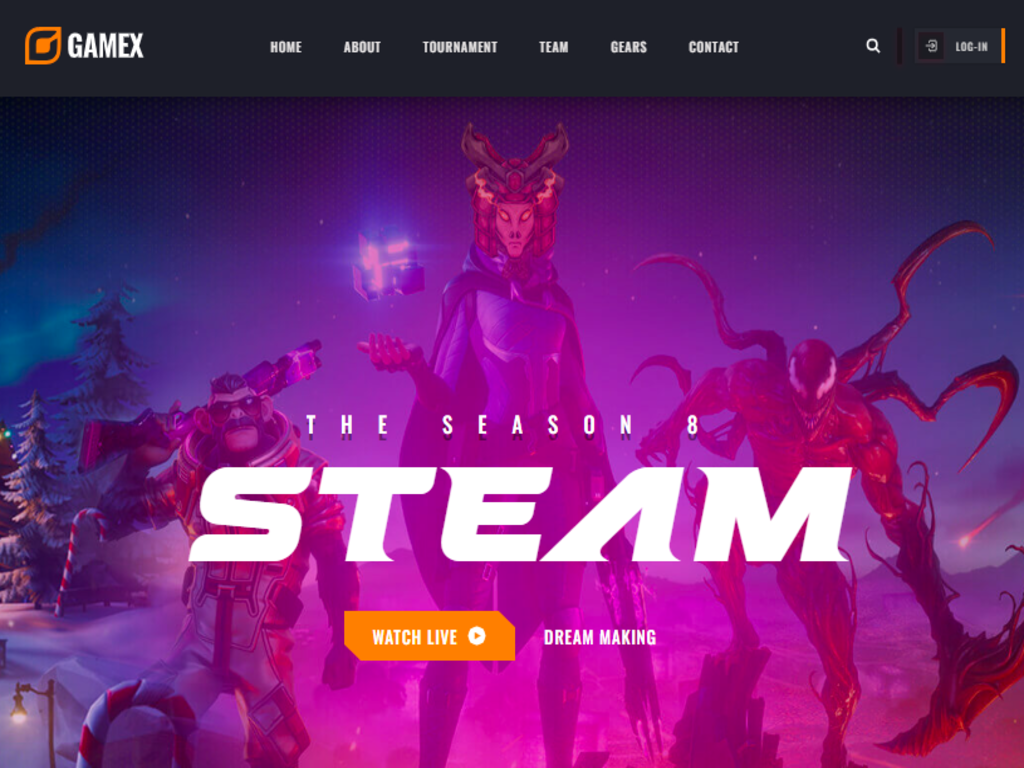 GAMEX
HOME ABOUT TOURNAMENT TEAM GEARS CONTACT
LOG-IN
THE SEASON 8
STEAM
WATCH LIVE
DREAM MAKING